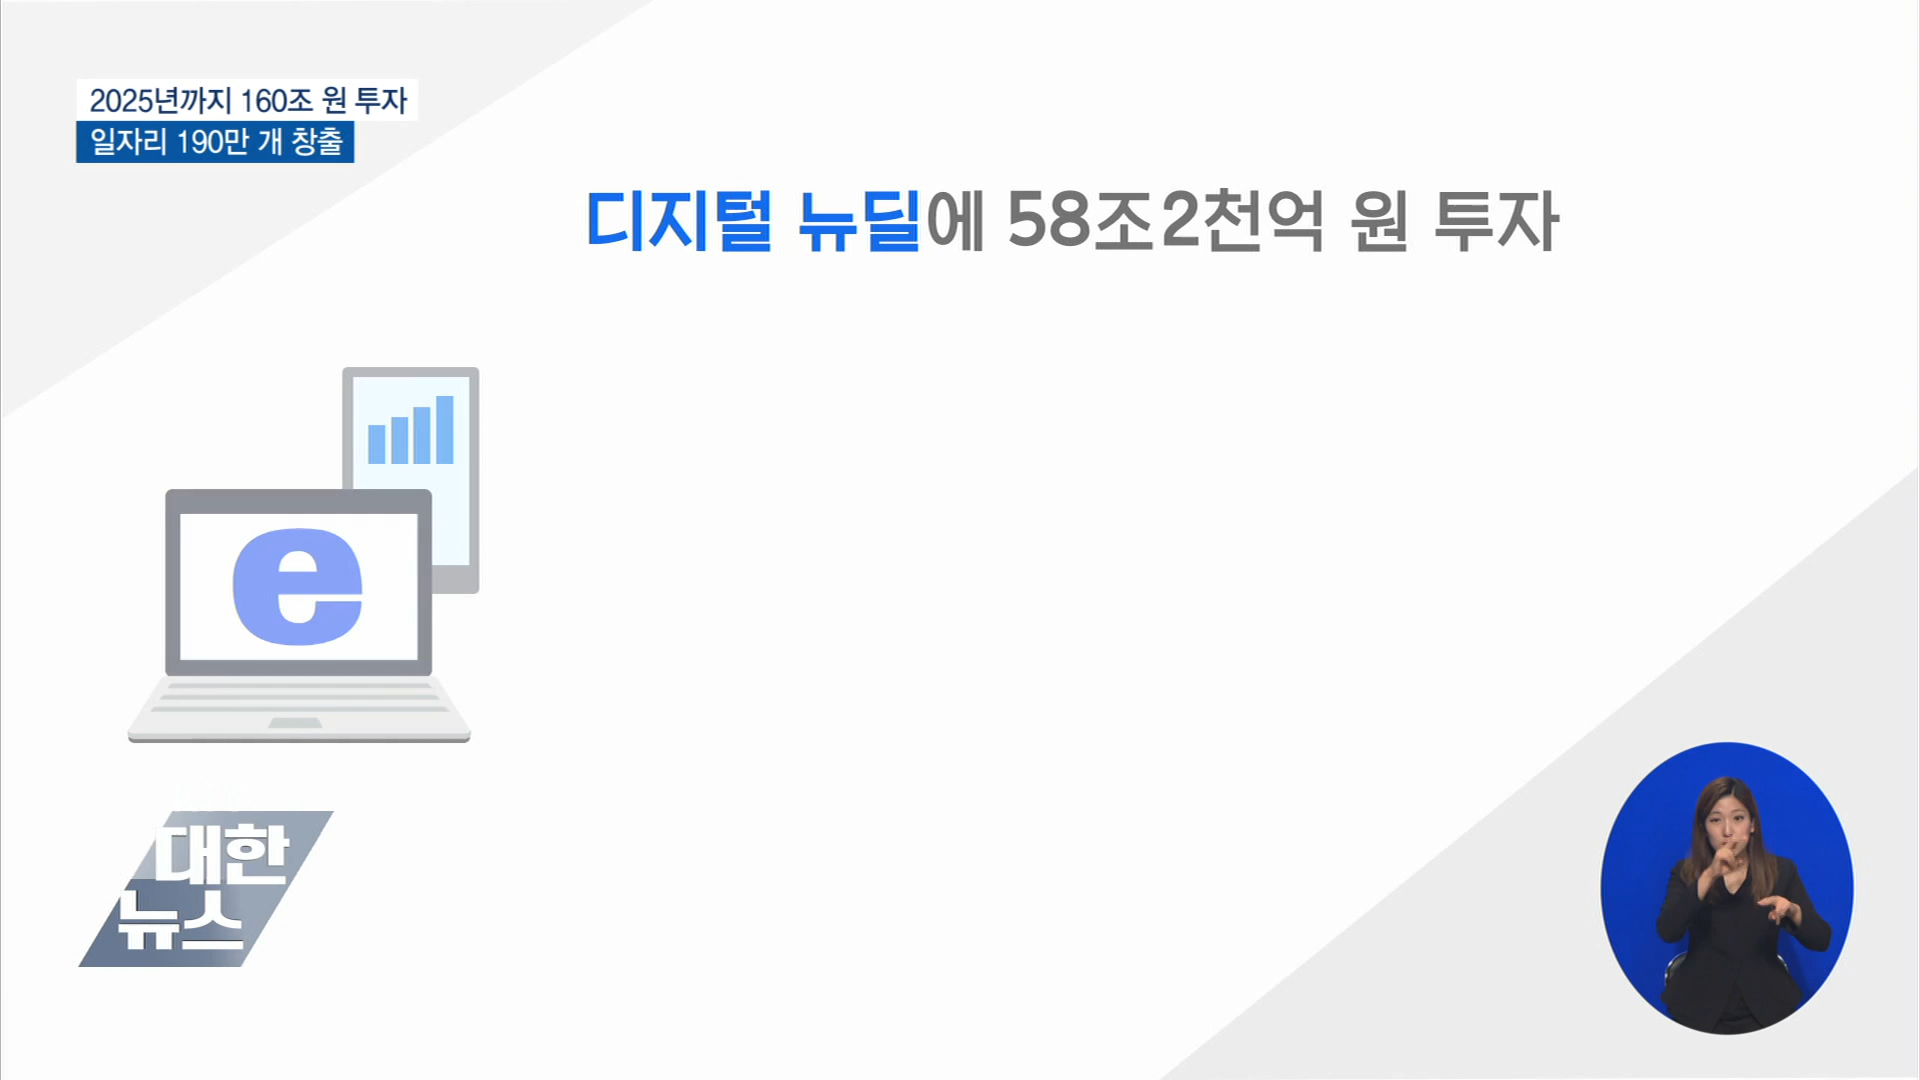 2025년까지 160조 원 투자
일자리 190만 개 창출
디지털 뉴딜에 58조2천억 원 투자
e
대한
뉴스